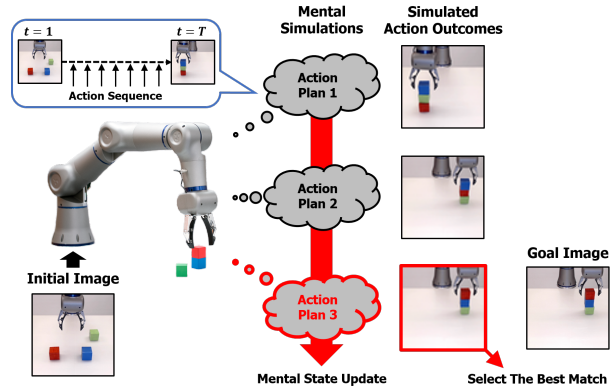 Mental
Simulations
Simulated
Action Outcomes
t = 1
t = T
Action Sequence
Action
Plan 1
Action
Plan 2
Initial Image
Action
Plan 3
Goal Image
Mental State Update
Select The Best Match